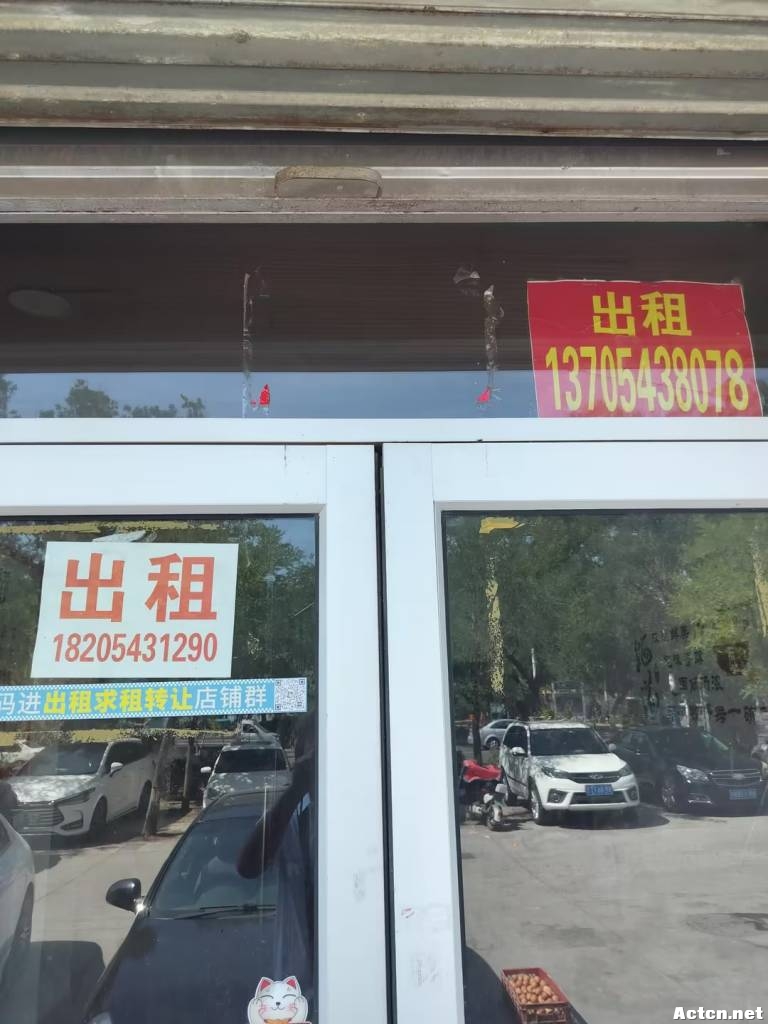 出租
13705438078
出租
18205431290
码进出租求租转让店铺群
Actcn.net